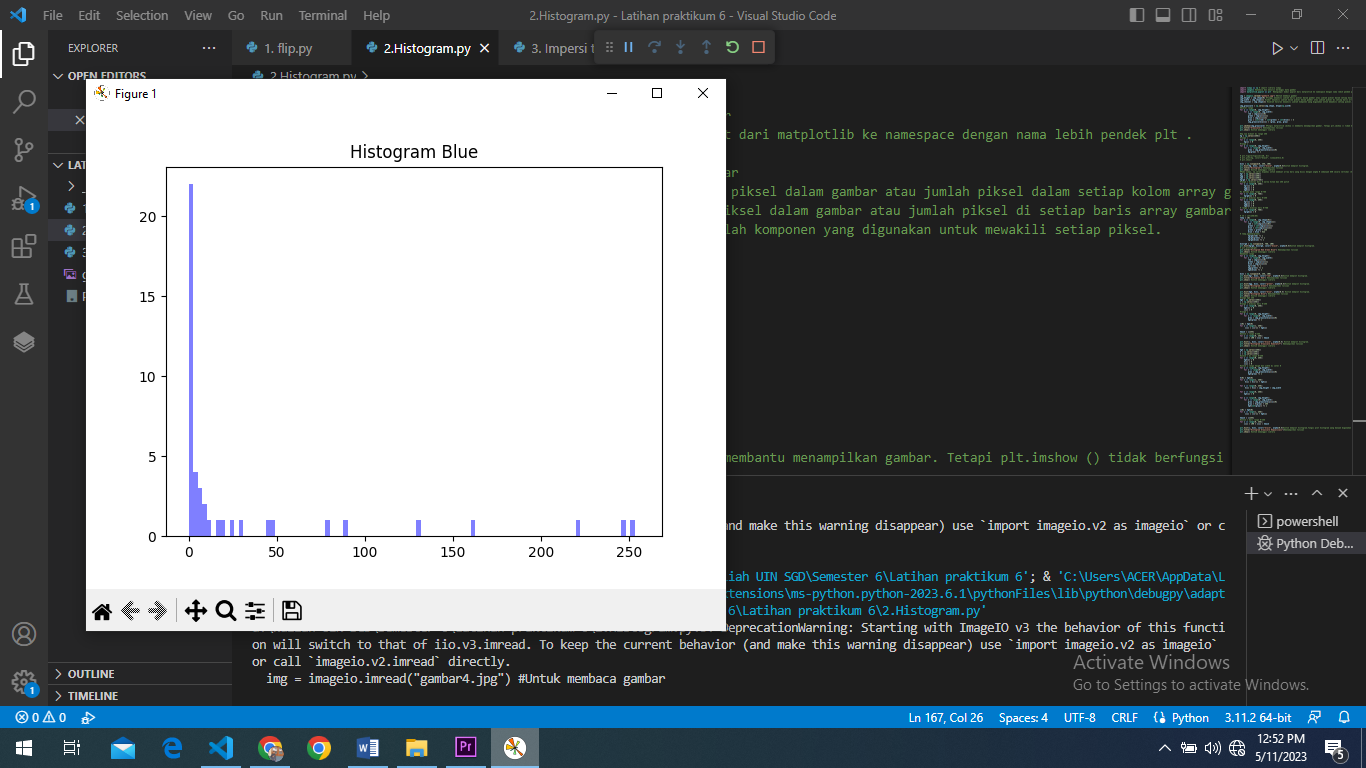 File Edit Selection View Go Run Terminal Help
2.Histogram.py - Latihan praktikum 6 - Visual Studio Code
EXPLORER
OPEN EDITORS
1. flip.py
2.Histogram.py
3. Impersi
2.Histogram.py
LAT
Figure 1
Histogram Blue
20
15
10
5
0
0 50 100 150 200 250
t dari matplotlib ke namespace dengan nama lebih pendek plt .
piksel dalam gambar atau jumlah piksel dalam setiap kolom array g
iksel dalam gambar atau jumlah piksel di setiap baris array gambar
lah komponen yang digunakan untuk mewakili setiap piksel.
membantu menampilkan gambar. Tetapi plt.imshow () tidak berfungsi
nd make this warning disappear) use `import imageio.v2 as imageio` or c
liah UIN SGD\Semester 6\Latihan praktikum 6'; & 'C:\Users\ACER\AppData\L
tensions\ms-python.python-2023.6.1\pythonFiles\lib\python\debugpy\adapt
6\Latihan praktikum 6\2.Histogram.py'
DeprecationWarning: Starting with ImageIO v3 the behavior of this functi
on will switch to that of iio.v3.imread. To keep the current behavior (and make this warning disappear) use `import imageio.v2 as imageio`
or call `imageio.v2.imread` directly.
img = imageio.imread("gambar4.jpg") #Untuk membaca gambar
powershell
Python Deb...
OUTLINE
TIMELINE
Activate Windows
Go to Settings to activate Windows.
0 0
Ln 167, Col 26 Spaces: 4 UTF-8 CRLF Python 3.11.2 64-bit
12:52 PM
5/11/2023
5